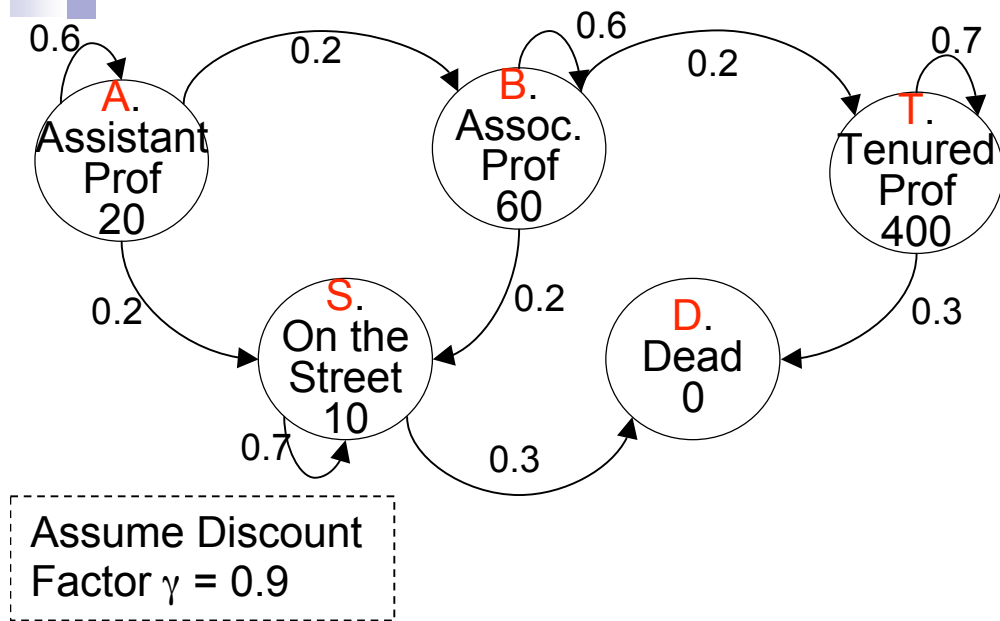 0.6
0.2
0.6
0.2
0.7
A.
Assistant
Prof
20
B.
Assoc.
Prof
60
T.
Tenured
Prof
400
0.2
0.2
0.3
S.
On the
Street
10
D.
Dead
0
0.7
0.3
Assume Discount
Factor γ = 0.9